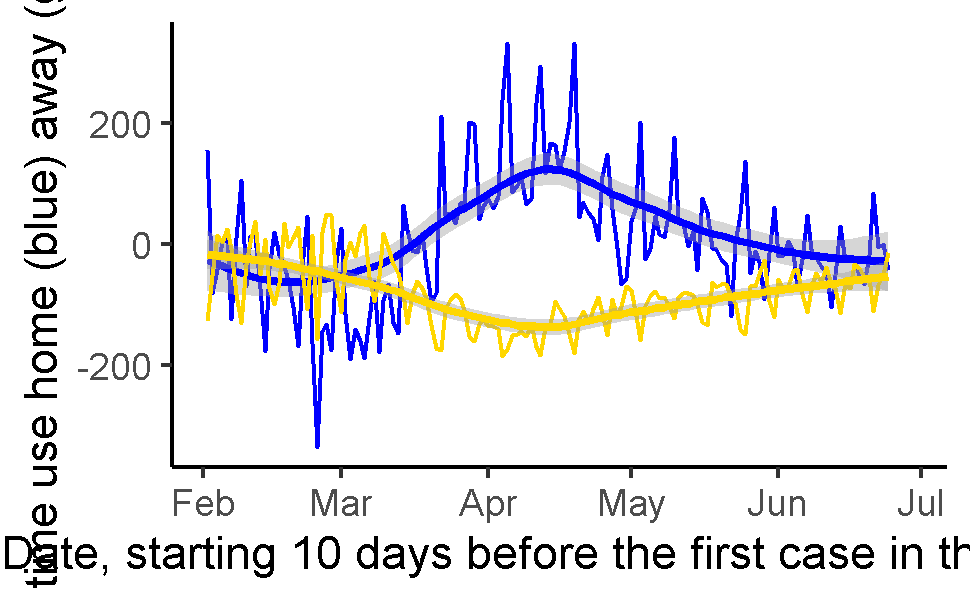 time use home (blue) away (
200
0
-200
Feb Mar Apr May Jun Jul
Date, starting 10 days before the first case in th